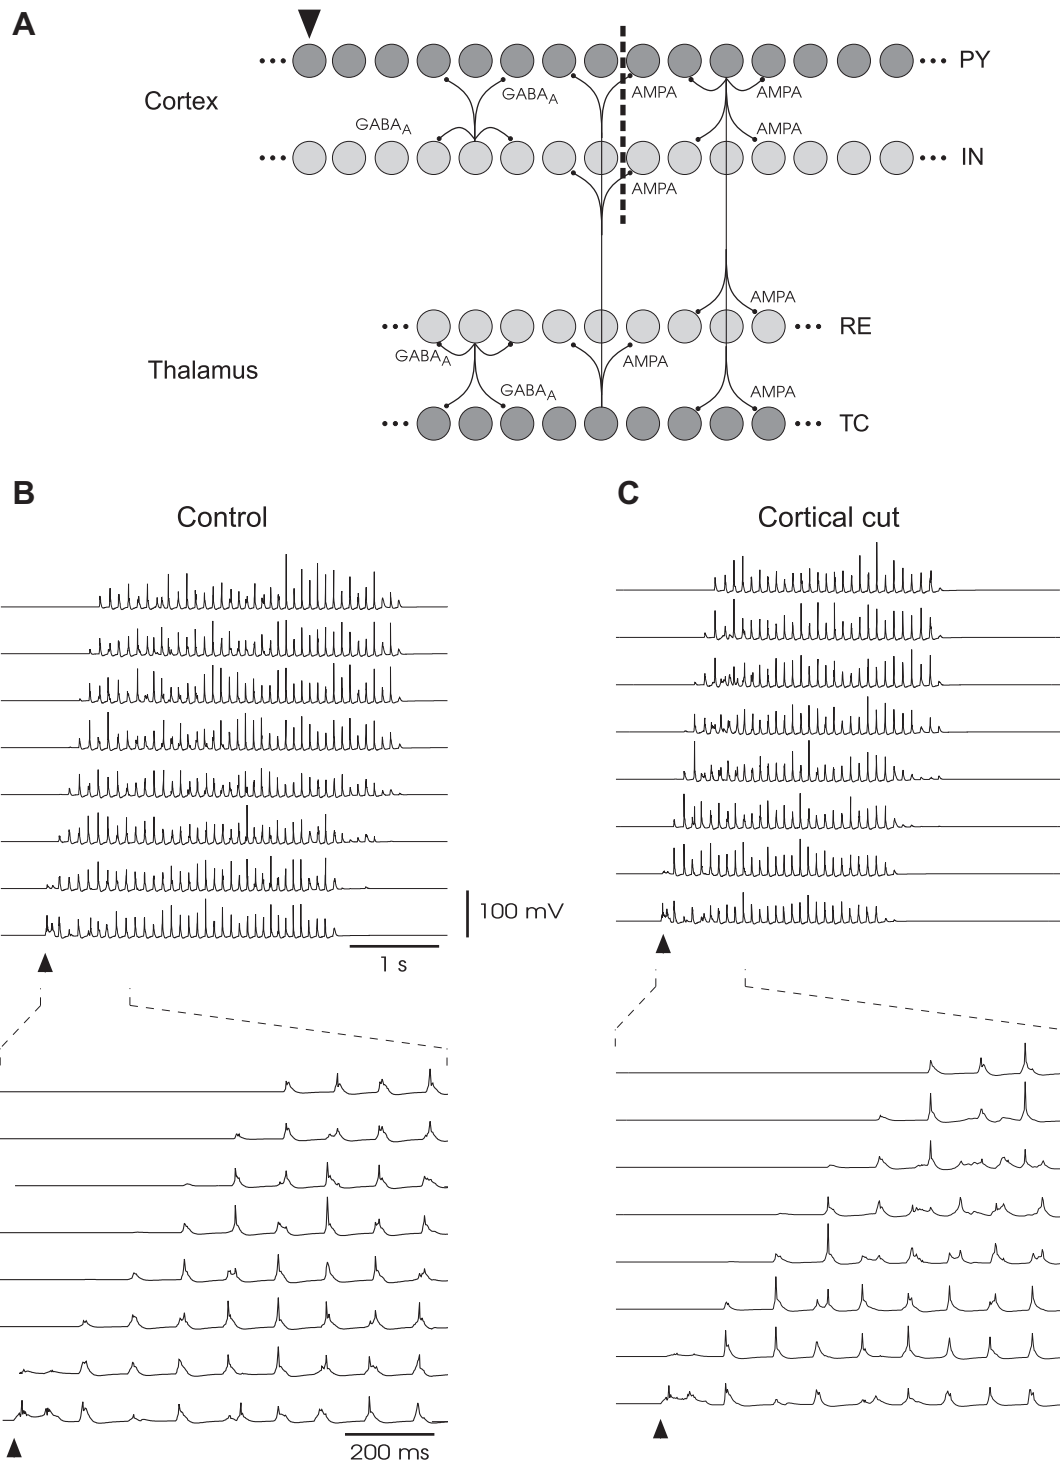 A
••• ••• PY
Cortex
GABAA AMPA AMPA
GABAA AMPA
••• ••• IN
AMPA
AMPA
••• ••• RE
GABAA AMPA
Thalamus
GABAA AMPA
••• ••• TC
B C
Control Cortical cut
100 mV
1 s
200 ms